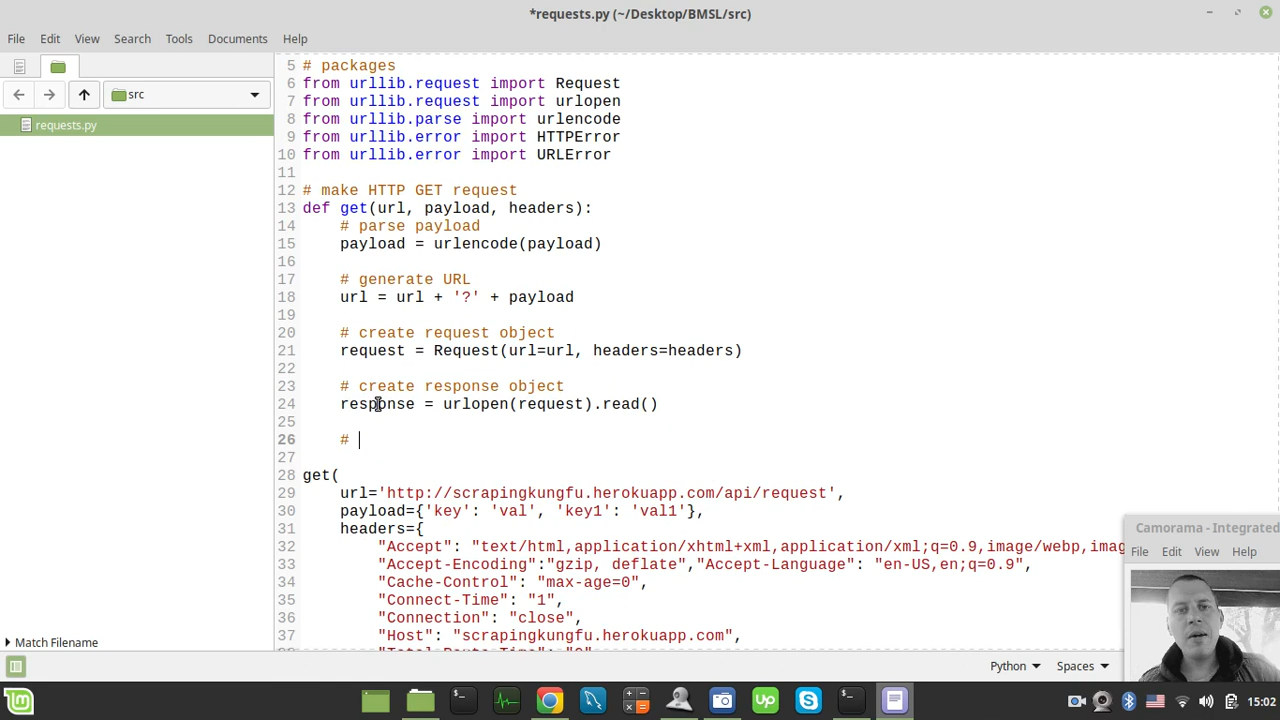 *requests.py (~/Desktop/BMSL/src)
File Edit View Search Tools Documents Help
src
requests.py
5 # packages
6 from urllib.request import Request
7 from urllib.request import urlopen
8 from urllib.parse import urlencode
9 from urllib.error import HTTPError
10 from urllib.error import URLError
11
12 # make HTTP GET request
13 def get(url, payload, headers):
14     # parse payload
15     payload = urlencode(payload)
16
17     # generate URL
18     url = url + '?' + payload
19
20     # create request object
21     request = Request(url=url, headers=headers)
22
23     # create response object
24     response = urlopen(request).read()
25
26     #
27
28 get(
29     url='http://scrapingkungfu.herokuapp.com/api/request',
30     payload={'key': 'val', 'key1': 'val1'},
31     headers={
32         "Accept": "text/html,application/xhtml+xml,application/xml;q=0.9,image/webp,imag
33         "Accept-Encoding":"gzip, deflate","Accept-Language": "en-US,en;q=0.9",
34         "Cache-Control": "max-age=0",
35         "Connect-Time": "1",
36         "Connection": "close",
37         "Host": "scrapingkungfu.herokuapp.com",
"Total-Route-Time": "0"
Camorama - Integrated
File Edit View Help
Match Filename
Python Spaces
Up
15:02